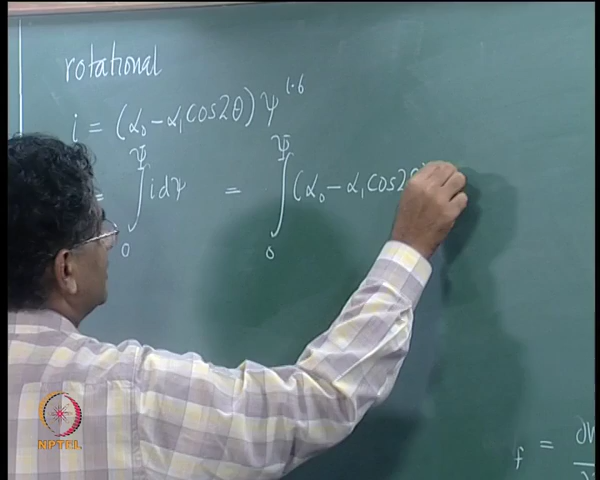 rotational
i = (α₀ − α₁ cos2θ) ψ^1.6
= ∫₀^ψ i dψ = ∫₀^ψ (α₀ − α₁ cos2
f = ∂W
NPTEL